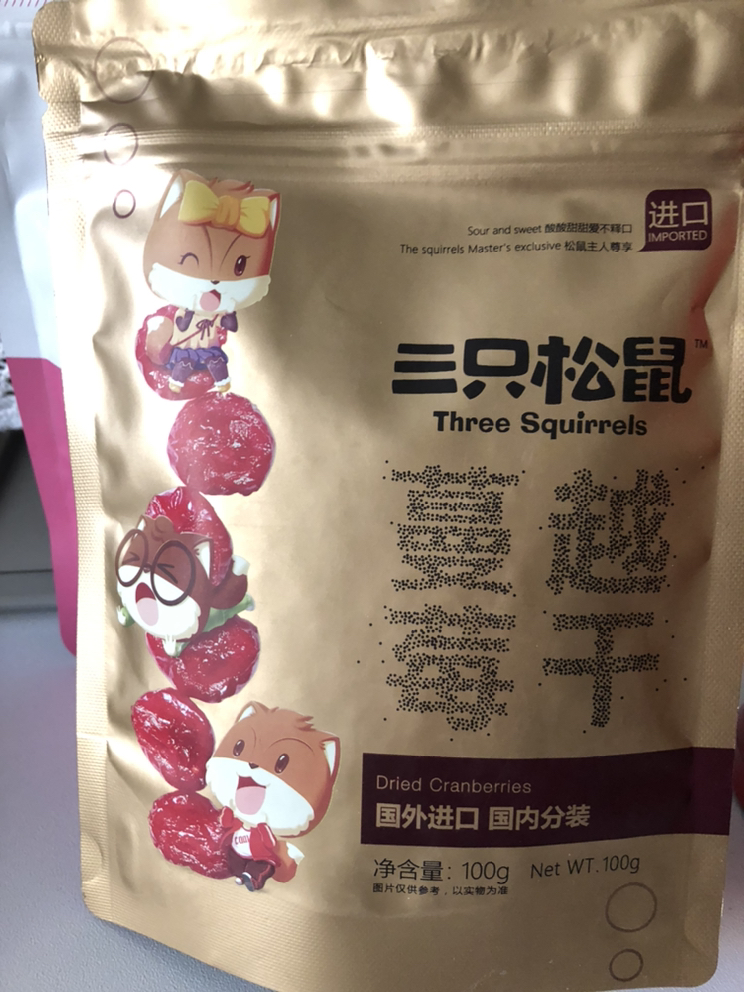 Sour and sweet 酸酸甜甜爱不释口
The squirrels Master's exclusive 松鼠主人尊享
进口
IMPORTED
三只松鼠™
Three Squirrels
蔓越
莓干
Dried Cranberries
国外进口 国内分装
净含量：100g Net WT.100g
图片仅供参考，以实物为准
COOL